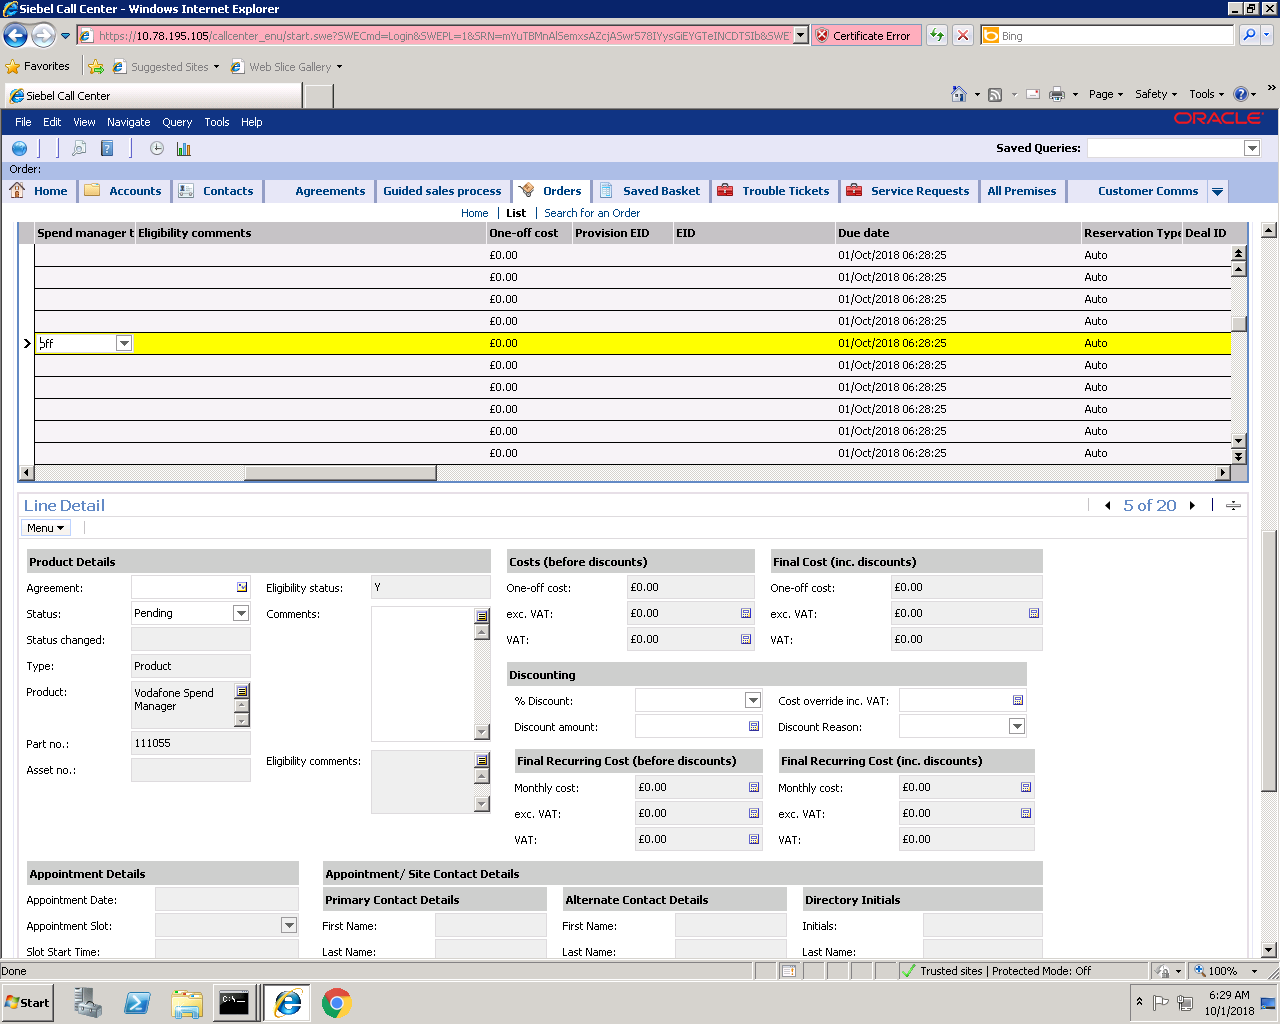 Siebel Call Center - Windows Internet Explorer
https://10.78.195.105/callcenter_enu/start.swe?SWECmd=Login&SWEPL=1&SRN= Certificate Error Bing
Favorites Suggested Sites Web Slice Gallery
Siebel Call Center Page Safety Tools »
File Edit View Navigate Query Tools Help ORACLE
Saved Queries:
Order:
Home Accounts Contacts Agreements Guided sales process Orders Saved Basket Trouble Tickets Service Requests All Premises Customer Comms
Home | List | Search for an Order
Spend manager t Eligibility comments One-off cost Provision EID EID Due date Reservation Type Deal ID
£0.00 01/Oct/2018 06:28:25 Auto
£0.00 01/Oct/2018 06:28:25 Auto
£0.00 01/Oct/2018 06:28:25 Auto
£0.00 01/Oct/2018 06:28:25 Auto
off £0.00 01/Oct/2018 06:28:25 Auto
£0.00 01/Oct/2018 06:28:25 Auto
£0.00 01/Oct/2018 06:28:25 Auto
£0.00 01/Oct/2018 06:28:25 Auto
£0.00 01/Oct/2018 06:28:25 Auto
£0.00 01/Oct/2018 06:28:25 Auto
Line Detail 5 of 20
Menu
Product Details Costs (before discounts) Final Cost (inc. discounts)
Agreement: Eligibility status: Y One-off cost: £0.00 One-off cost: £0.00
Status: Pending Comments: exc. VAT: £0.00 exc. VAT: £0.00
Status changed: VAT: £0.00 VAT: £0.00
Type: Product Discounting
Product: Vodafone Spend Manager % Discount: Cost override inc. VAT:
Discount amount: Discount Reason:
Part no.: 111055
Asset no.: Eligibility comments: Final Recurring Cost (before discounts) Final Recurring Cost (inc. discounts)
Monthly cost: £0.00 Monthly cost: £0.00
exc. VAT: £0.00 exc. VAT: £0.00
VAT: £0.00 VAT: £0.00
Appointment Details Appointment/ Site Contact Details
Appointment Date: Primary Contact Details Alternate Contact Details Directory Initials
Appointment Slot: First Name: First Name: Initials:
Slot Start Time: Last Name: Last Name: Last Name:
Done Trusted sites | Protected Mode: Off 100%
Start 6:29 AM
10/1/2018